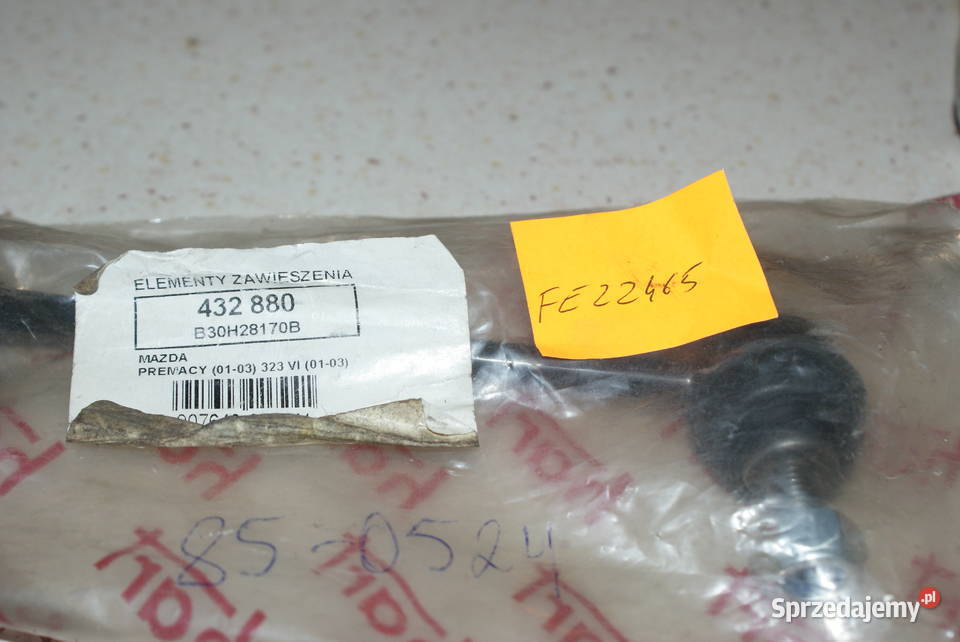 ELEMENTY ZAWIESZENIA
432 880
B30H28170B
MAZDA
PREMACY (01-03) 323 VI (01-03)
FE22465
85-0524
Sprzedajemy.pl